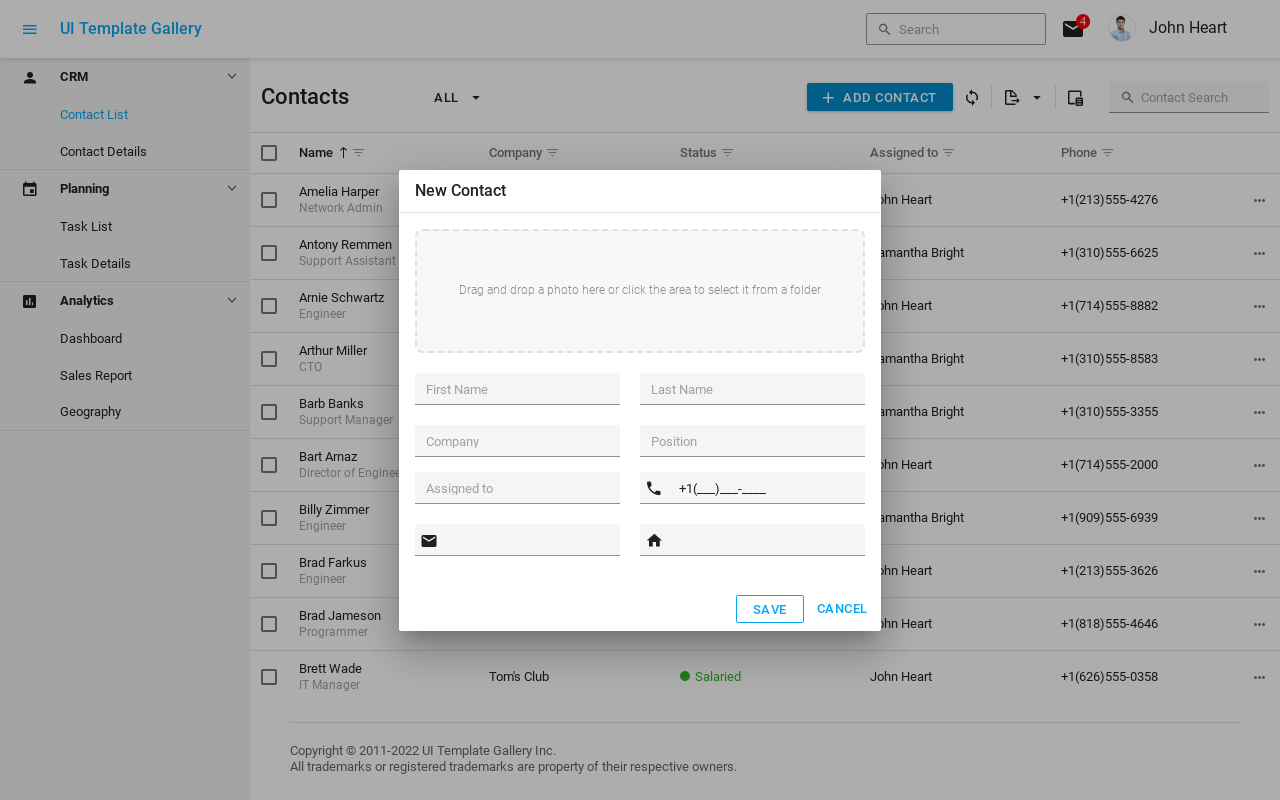 UI Template Gallery
Search
4
John Heart
CRM
Contact List
Contact Details
Planning
Task List
Task Details
Analytics
Dashboard
Sales Report
Geography
Contacts
ALL
ADD CONTACT
Contact Search
Name
Company
Status
Assigned to
Phone
Amelia Harper
Network Admin
John Heart
+1(213)555-4276
Antony Remmen
Support Assistant
Samantha Bright
+1(310)555-6625
Arnie Schwartz
Engineer
John Heart
+1(714)555-8882
Arthur Miller
CTO
Samantha Bright
+1(310)555-8583
Barb Banks
Support Manager
Samantha Bright
+1(310)555-3355
Bart Arnaz
Director of Enginee
John Heart
+1(714)555-2000
Billy Zimmer
Engineer
Samantha Bright
+1(909)555-6939
Brad Farkus
Engineer
John Heart
+1(213)555-3626
Brad Jameson
Programmer
John Heart
+1(818)555-4646
Brett Wade
IT Manager
Tom's Club
Salaried
John Heart
+1(626)555-0358
New Contact
Drag and drop a photo here or click the area to select it from a folder
First Name
Last Name
Company
Position
Assigned to
+1(___)___-____
SAVE
CANCEL
Copyright © 2011-2022 UI Template Gallery Inc.
All trademarks or registered trademarks are property of their respective owners.